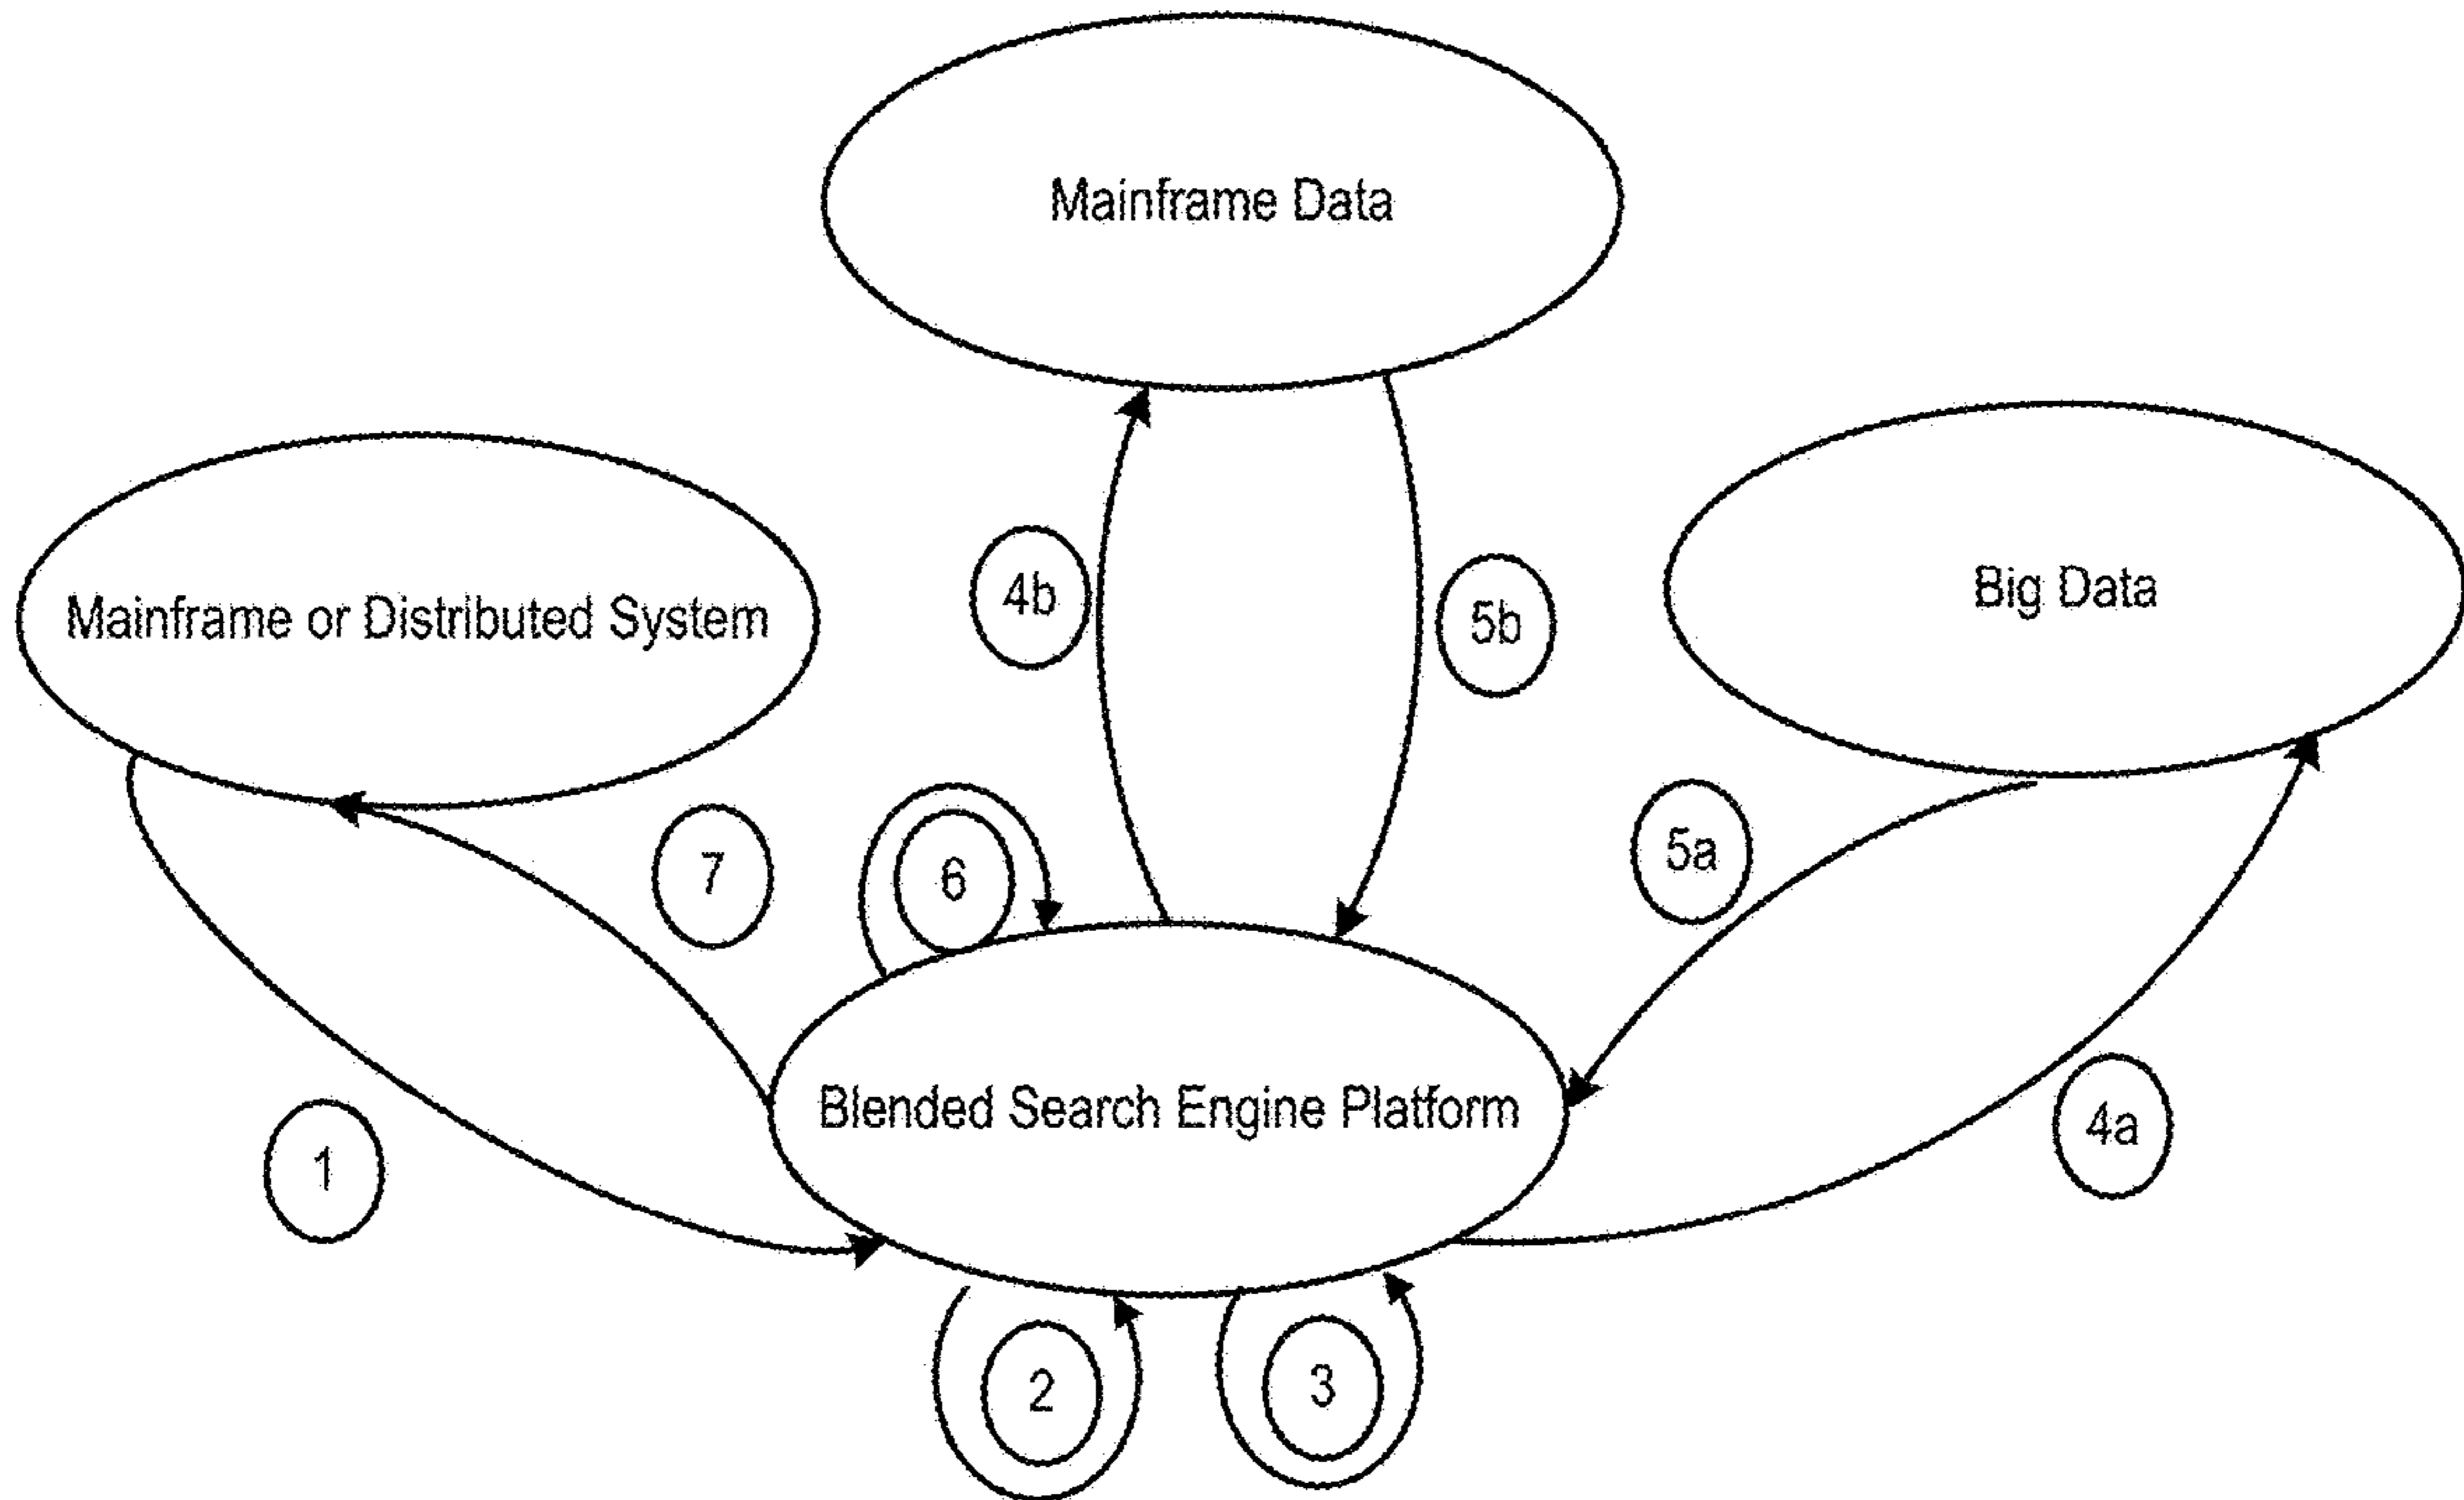 Mainframe Data
Big Data
Mainframe or Distributed System
4b
5b
5a
7
6
Blended Search Engine Platform
4a
1
2
3